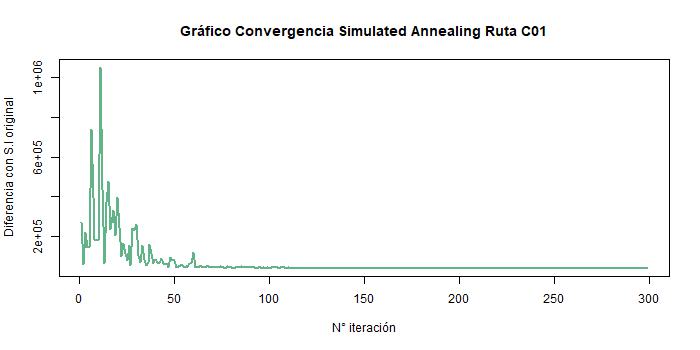 Gráfico Convergencia Simulated Annealing Ruta C01
Diferencia con S.I original
1e+06
6e+05
2e+05
0 50 100 150 200 250 300
N° iteración